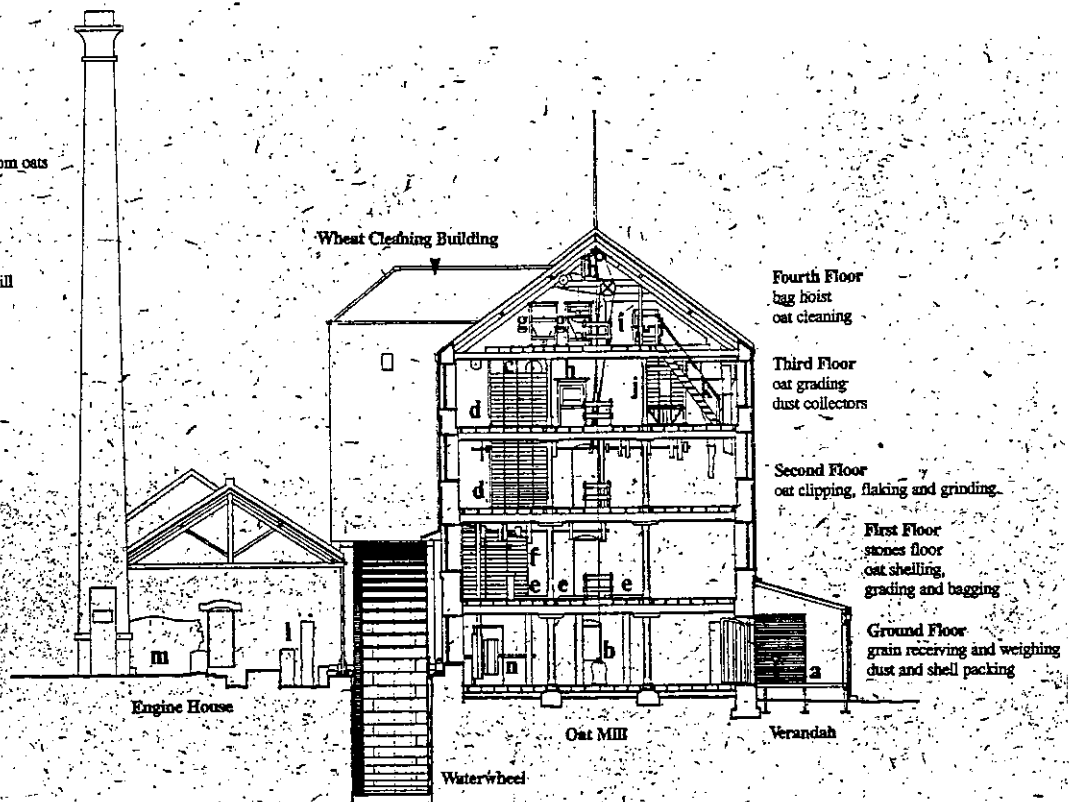 om oats
ill
Wheat Cleaning Building
Fourth Floor
bag hoist
oat cleaning
Third Floor
oat grading
dust collectors
Second Floor
oat clipping, flaking and grinding
First Floor
stones floor
oat shelling,
grading and bagging
Ground Floor
grain receiving and weighing
dust and shell packing
g g i
c h
d
d
f
e e e
l
m
n b
a
Engine House
Oat Mill
Verandah
Waterwheel